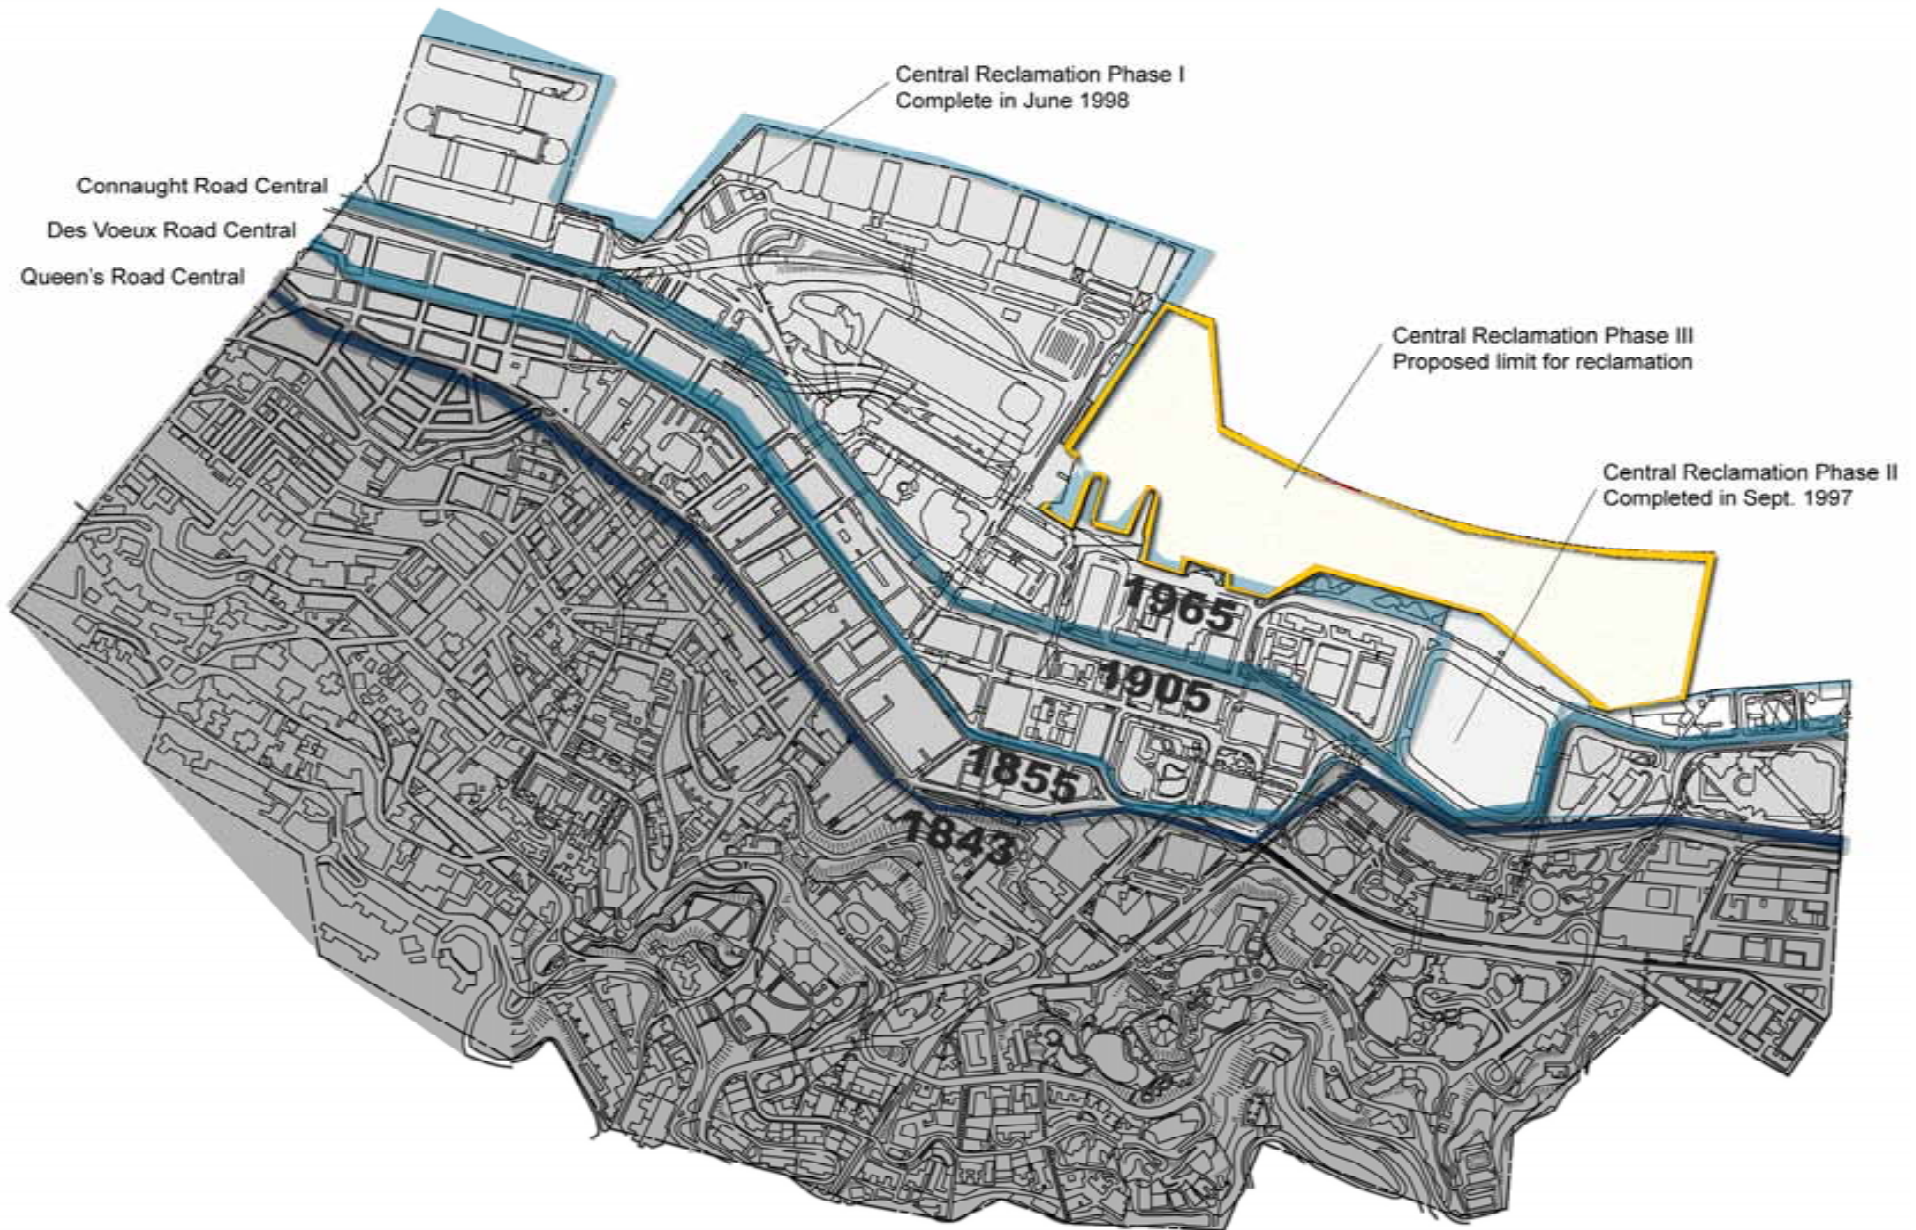 Central Reclamation Phase I
Complete in June 1998
Connaught Road Central
Des Voeux Road Central
Queen's Road Central
Central Reclamation Phase III
Proposed limit for reclamation
Central Reclamation Phase II
Completed in Sept. 1997
1965
1905
1855
1843